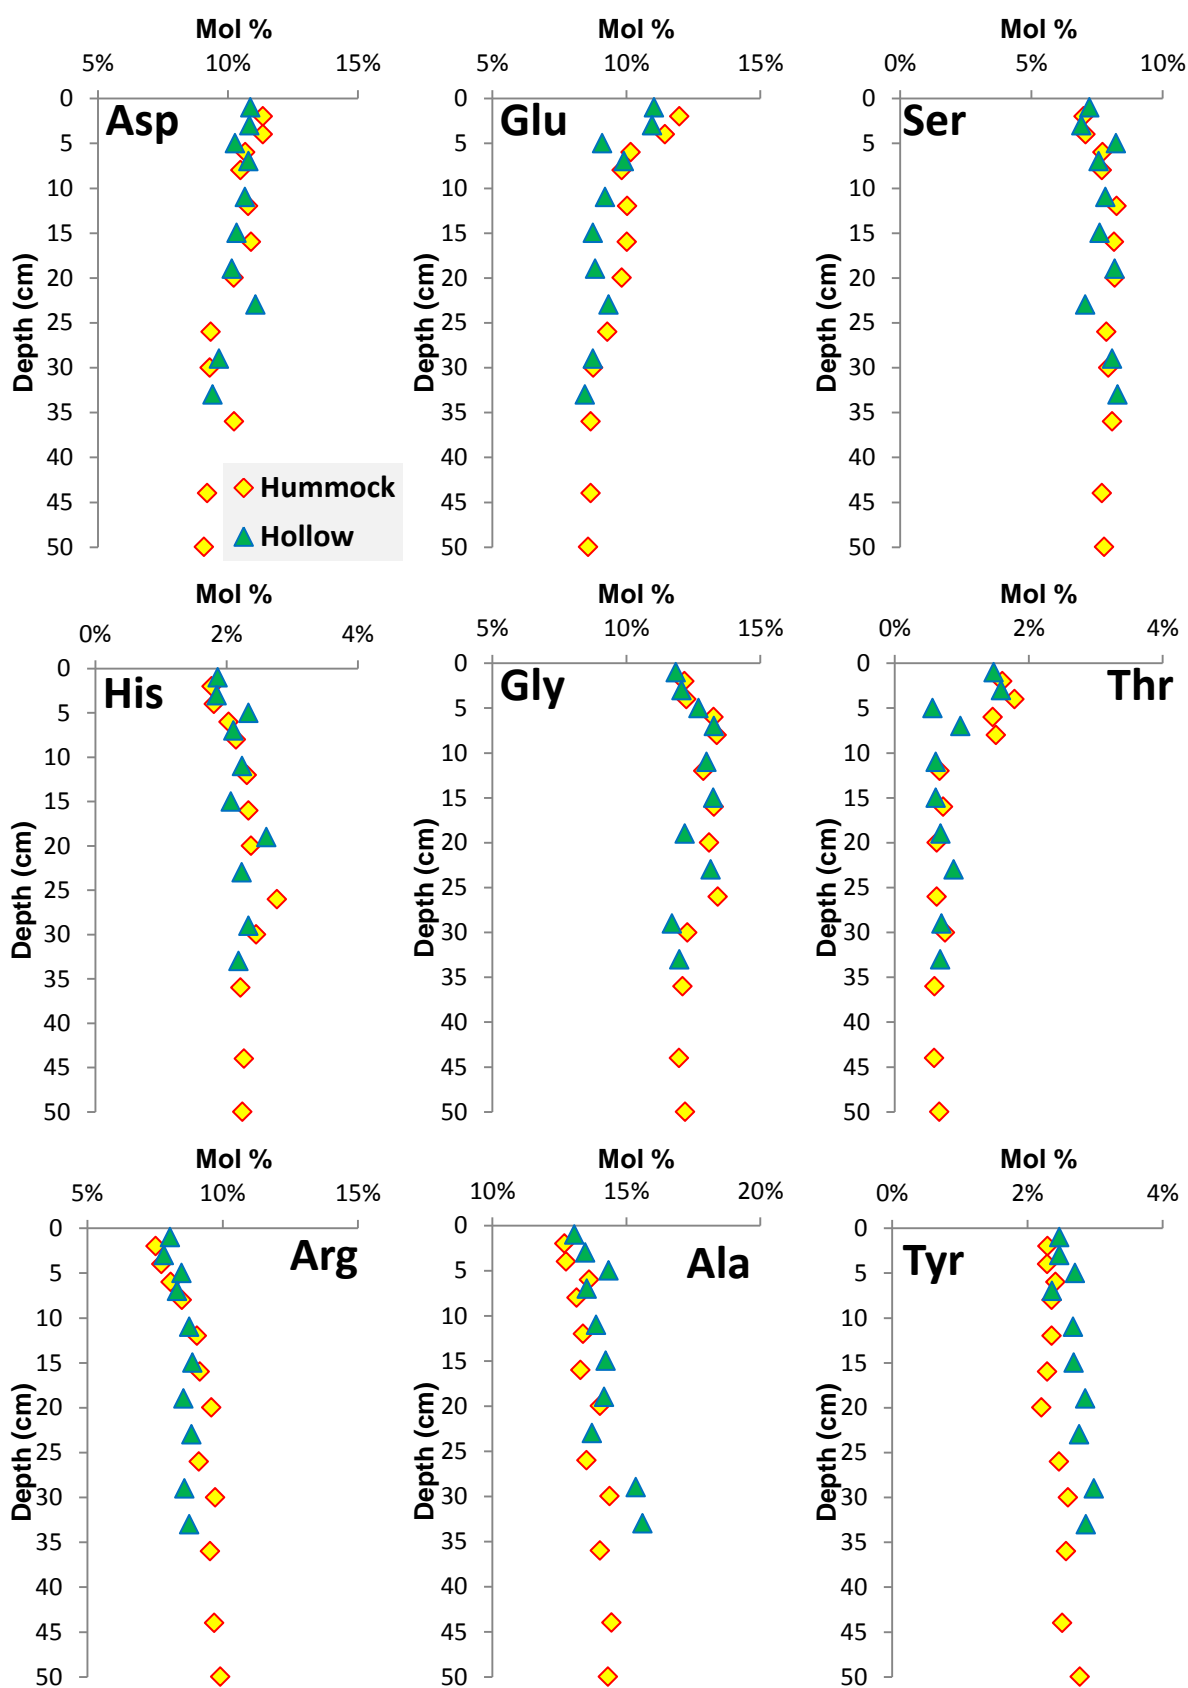 Mol % Mol % Mol %
5% 10% 15% 5% 10% 15% 0% 5% 10%
Asp Glu Ser
0 0 0
5 5 5
10 10 10
15 15 15
20 20 20
25 25 25
30 30 30
35 35 35
40 40 40
45 45 45
50 50 50
Depth (cm) Depth (cm) Depth (cm)
Hummock
Hollow
Mol % Mol % Mol %
0% 2% 4% 5% 10% 15% 0% 2% 4%
His Gly Thr
0 0 0
5 5 5
10 10 10
15 15 15
20 20 20
25 25 25
30 30 30
35 35 35
40 40 40
45 45 45
50 50 50
Depth (cm) Depth (cm) Depth (cm)
Mol % Mol % Mol %
5% 10% 15% 10% 15% 20% 0% 2% 4%
Arg Ala Tyr
0 0 0
5 5 5
10 10 10
15 15 15
20 20 20
25 25 25
30 30 30
35 35 35
40 40 40
45 45 45
50 50 50
Depth (cm) Depth (cm) Depth (cm)